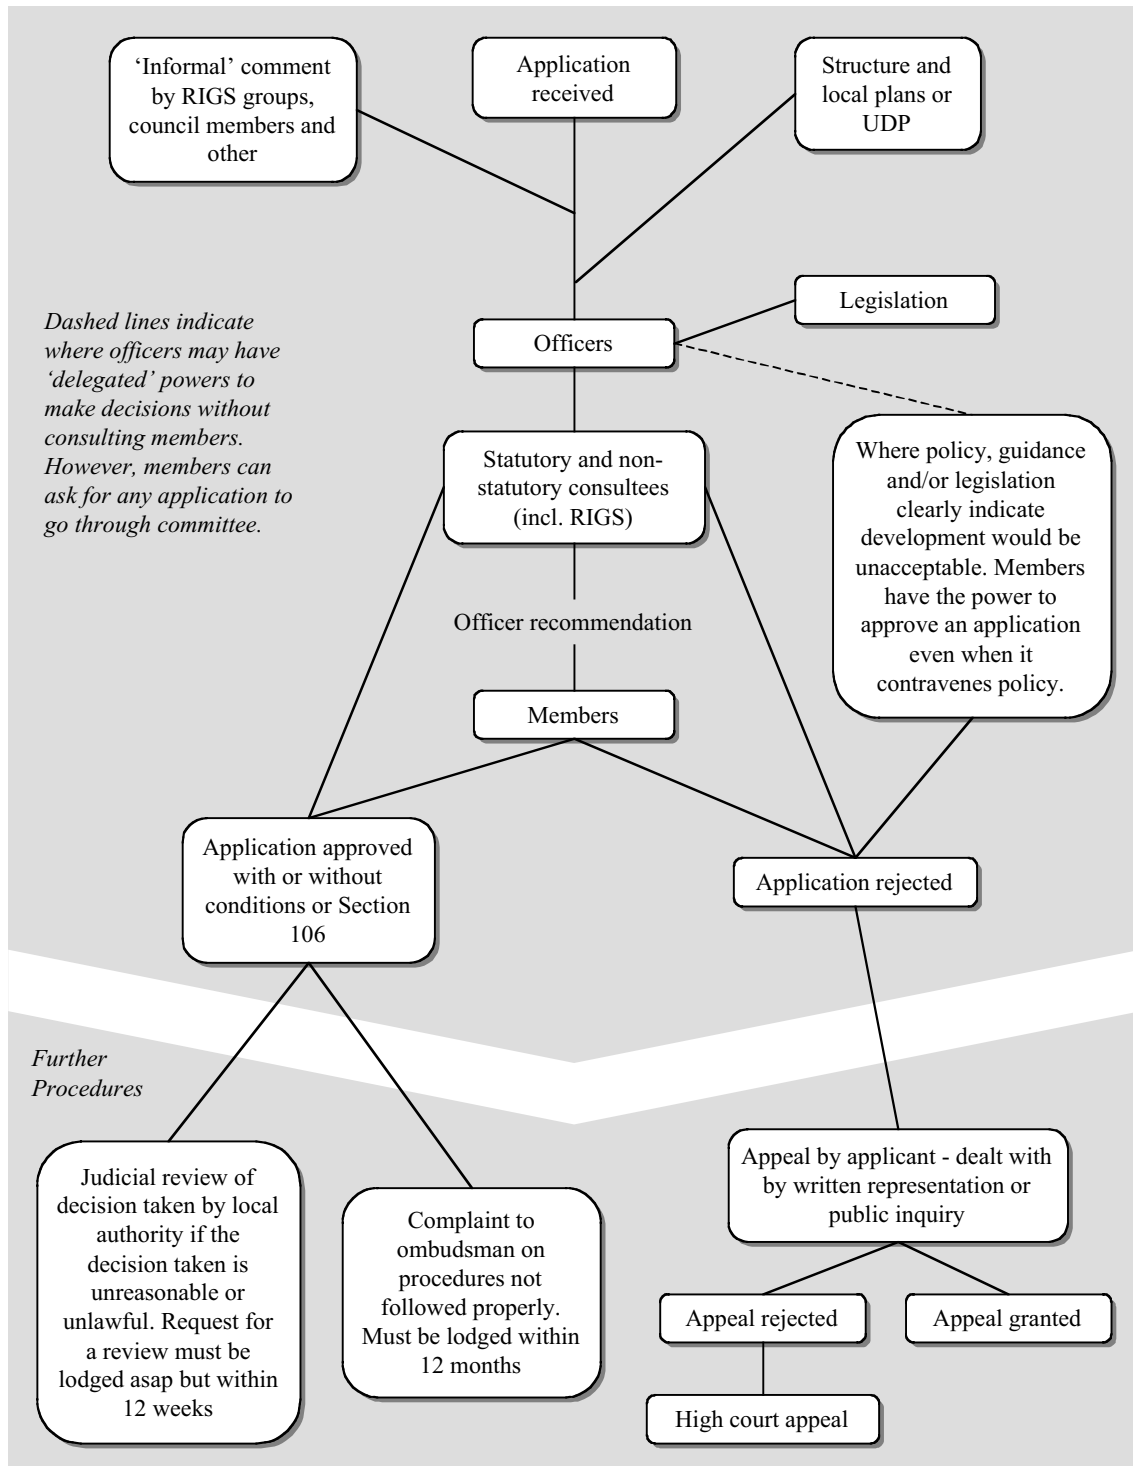 ‘Informal’ comment
by RIGS groups,
council members and
other
Application
received
Structure and
local plans or
UDP
Legislation
Officers
Dashed lines indicate
where officers may have
‘delegated’ powers to
make decisions without
consulting members.
However, members can
ask for any application to
go through committee.
Statutory and non-
statutory consultees
(incl. RIGS)
Where policy, guidance
and/or legislation
clearly indicate
development would be
unacceptable. Members
have the power to
approve an application
even when it
contravenes policy.
Officer recommendation
Members
Application approved
with or without
conditions or Section
106
Application rejected
Further
Procedures
Judicial review of
decision taken by local
authority if the
decision taken is
unreasonable or
unlawful. Request for
a review must be
lodged asap but within
12 weeks
Complaint to
ombudsman on
procedures not
followed properly.
Must be lodged within
12 months
Appeal by applicant - dealt with
by written representation or
public inquiry
Appeal rejected
Appeal granted
High court appeal